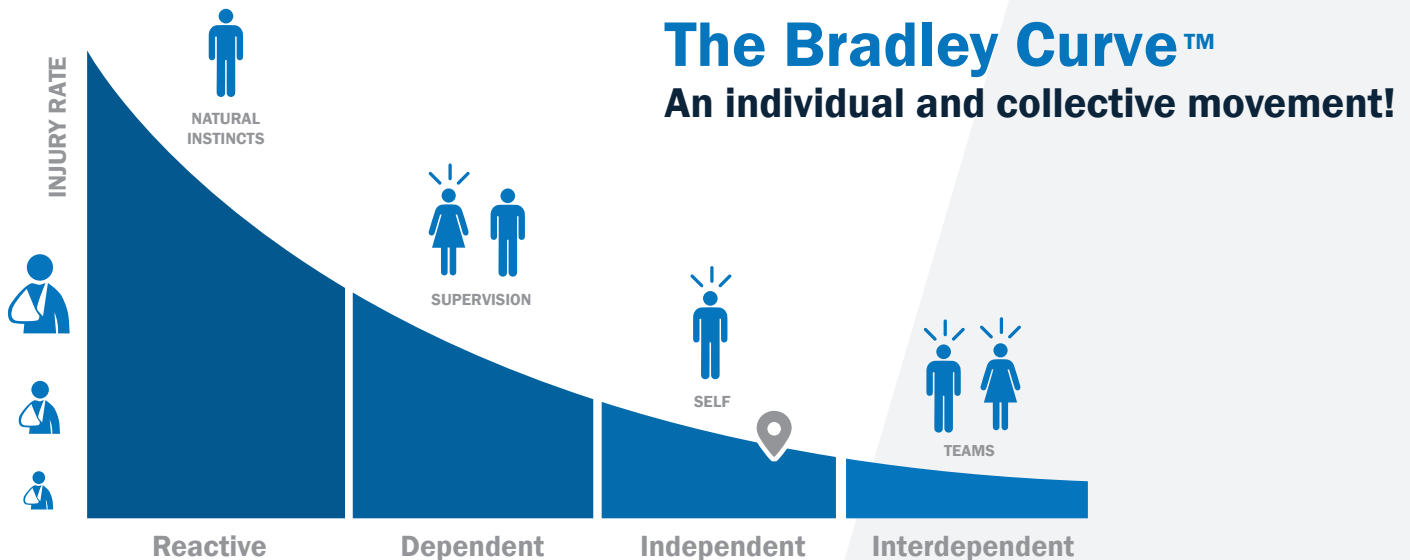 The Bradley Curve™
An individual and collective movement!
INJURY RATE
NATURAL
INSTINCTS
SUPERVISION
SELF
TEAMS
Reactive
Dependent
Independent
Interdependent